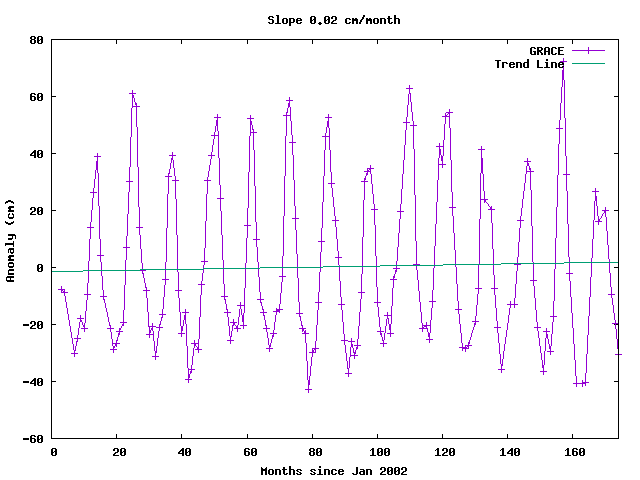 Slope 0.02 cm/month
GRACE
Trend Line
80
60
40
20
0
-20
-40
-60
Anomaly (cm)
0 20 40 60 80 100 120 140 160
Months since Jan 2002